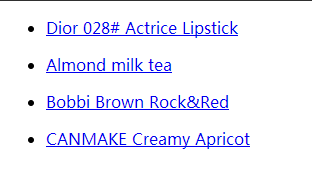 Dior 028# Actrice Lipstick
Almond milk tea
Bobbi Brown Rock&Red
CANMAKE Creamy Apricot